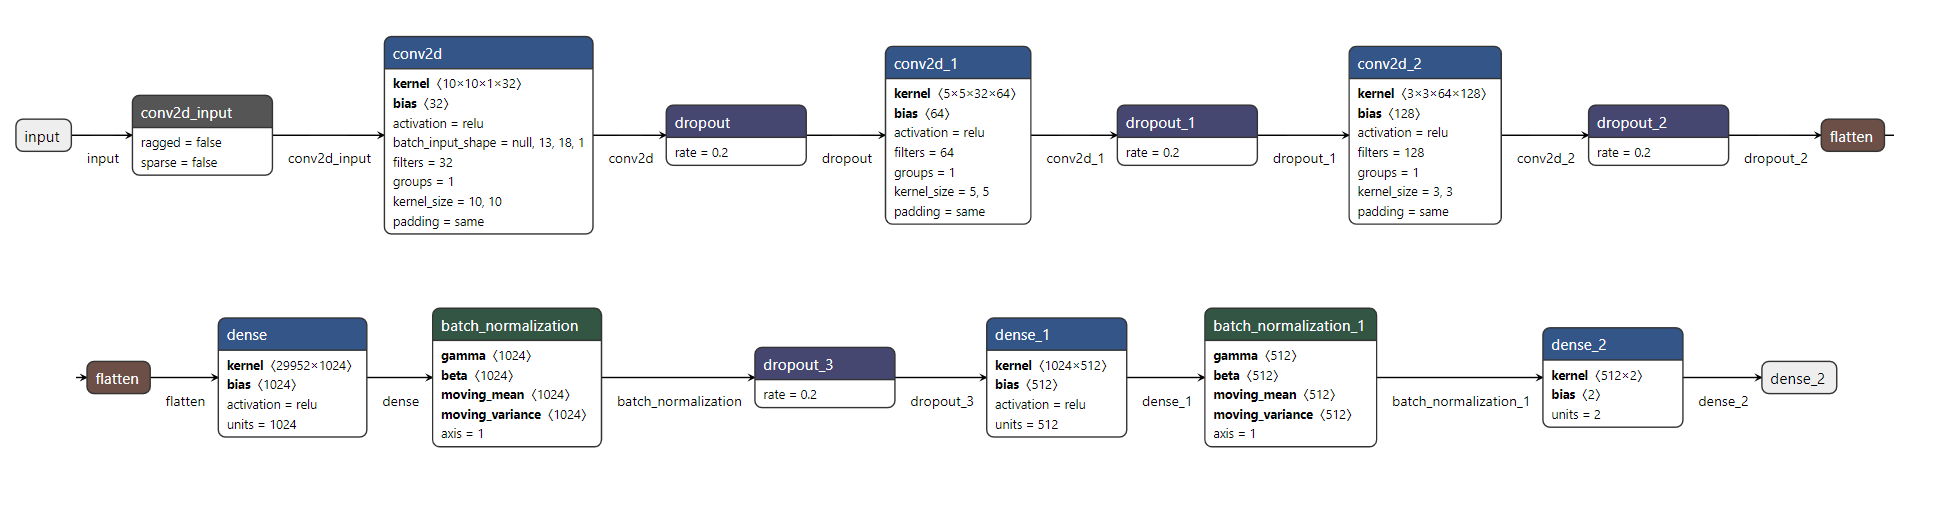 input
input
conv2d_input
ragged = false
sparse = false
conv2d_input
conv2d
kernel 〈10×10×1×32〉
bias 〈32〉
activation = relu
batch_input_shape = null, 13, 18, 1
filters = 32
groups = 1
kernel_size = 10, 10
padding = same
conv2d
dropout
rate = 0.2
dropout
conv2d_1
kernel 〈5×5×32×64〉
bias 〈64〉
activation = relu
filters = 64
groups = 1
kernel_size = 5, 5
padding = same
conv2d_1
dropout_1
rate = 0.2
dropout_1
conv2d_2
kernel 〈3×3×64×128〉
bias 〈128〉
activation = relu
filters = 128
groups = 1
kernel_size = 3, 3
padding = same
conv2d_2
dropout_2
rate = 0.2
dropout_2
flatten
flatten
flatten
dense
kernel 〈29952×1024〉
bias 〈1024〉
activation = relu
units = 1024
dense
batch_normalization
gamma 〈1024〉
beta 〈1024〉
moving_mean 〈1024〉
moving_variance 〈1024〉
axis = 1
batch_normalization
dropout_3
rate = 0.2
dropout_3
dense_1
kernel 〈1024×512〉
bias 〈512〉
activation = relu
units = 512
dense_1
batch_normalization_1
gamma 〈512〉
beta 〈512〉
moving_mean 〈512〉
moving_variance 〈512〉
axis = 1
batch_normalization_1
dense_2
kernel 〈512×2〉
bias 〈2〉
units = 2
dense_2
dense_2